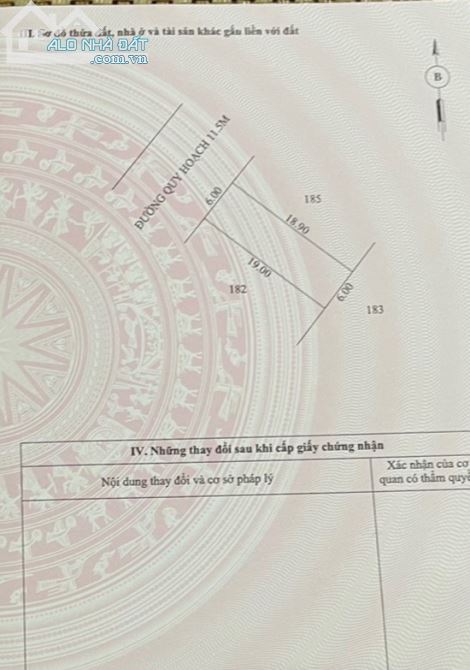 III. Sơ đồ thửa đất, nhà ở và tài sản khác gắn liền với đất
ALO NHÀ ĐẤT
B
ĐƯỜNG QUY HOẠCH 11.5M
6.00
185
18.90
19.00
182
6.00
183
IV. Những thay đổi sau khi cấp giấy chứng nhận
Nội dung thay đổi và cơ sở pháp lý
Xác nhận của cơ
quan có thẩm quyề